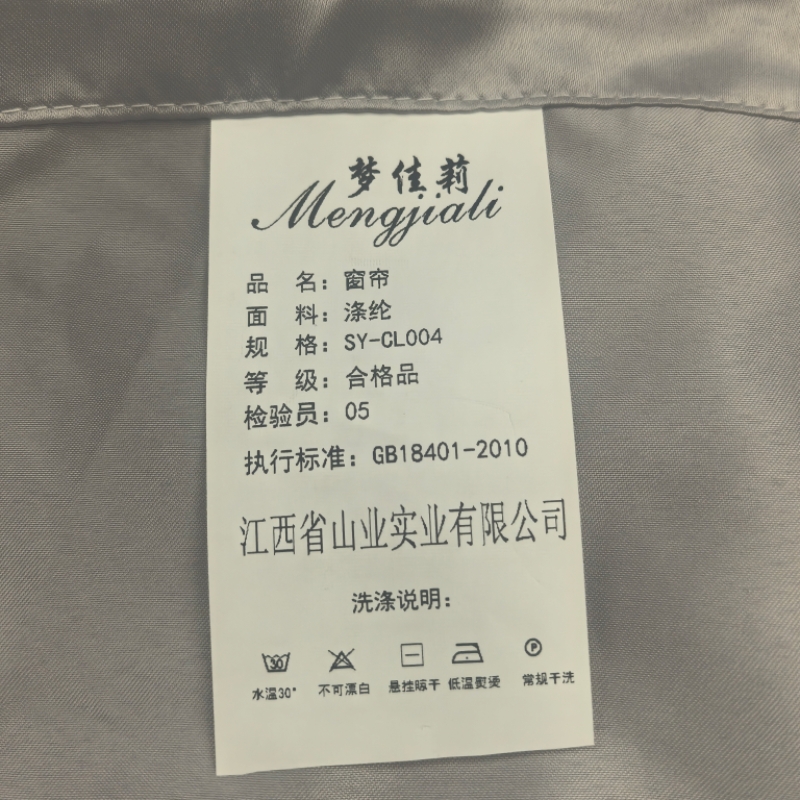 梦佳莉
Mengjiali
品 名：窗帘
面 料：涤纶
规 格：SY-CL004
等 级：合格品
检验员：05
执行标准：GB18401-2010
江西省山业实业有限公司
洗涤说明：
30 P
水温30° 不可漂白 悬挂晾干 低温熨烫 常规干洗